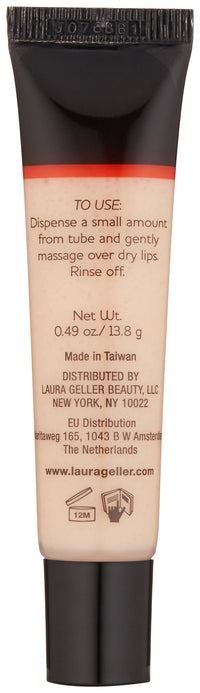 TO USE:
Dispense a small amount
from tube and gently
massage over dry lips.
Rinse off.
Net Wt.
0.49 oz./13.8 g
Made in Taiwan
DISTRIBUTED BY
LAURA GELLER BEAUTY, LLC
NEW YORK, NY 10022
EU Distribution
165, 1043 B W
The Netherlands
www.laurageller.com
12M